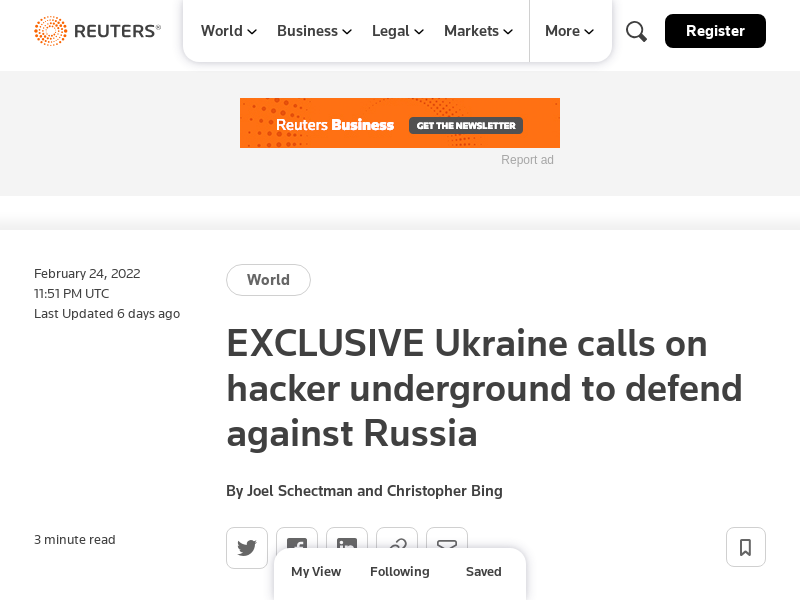 REUTERS®
World
Business
Legal
Markets
More
Register
Reuters Business
GET THE NEWSLETTER
Report ad
February 24, 2022
11:51 PM UTC
Last Updated 6 days ago
World
EXCLUSIVE Ukraine calls on
hacker underground to defend
against Russia
By Joel Schectman and Christopher Bing
3 minute read
My View
Following
Saved